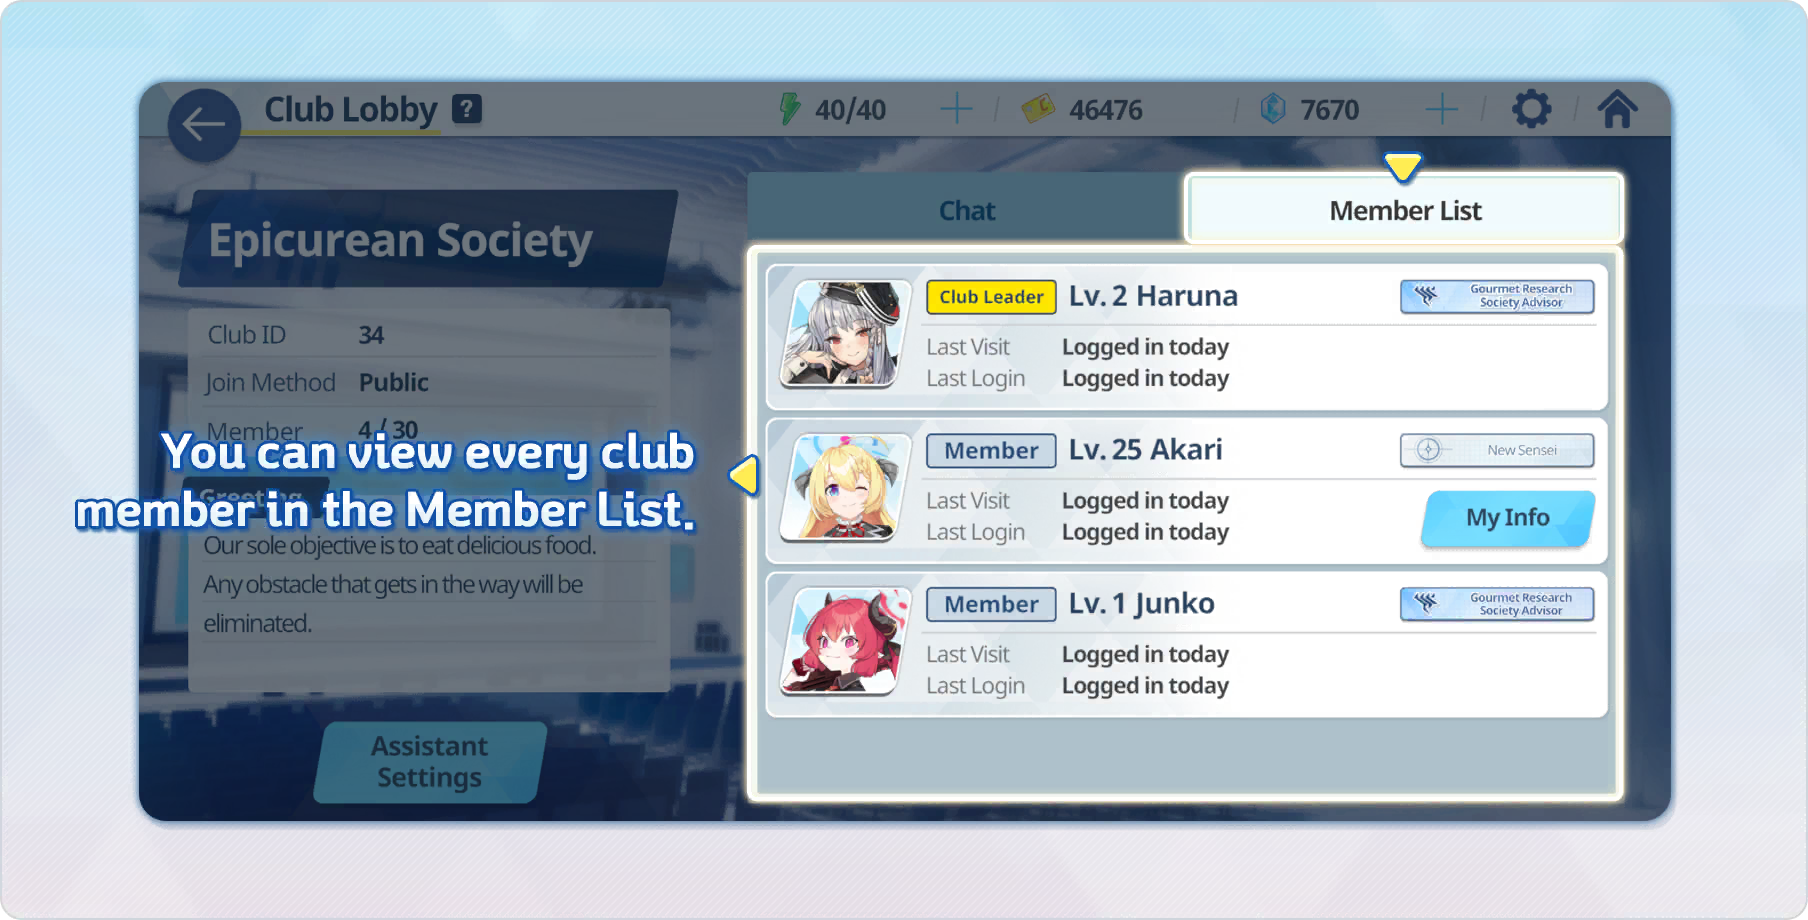 Club Lobby ?
40/40
46476
7670
Epicurean Society
Club ID 34
Join Method Public
Member 4 / 30
Greeting
Our sole objective is to eat delicious food.
Any obstacle that gets in the way will be
eliminated.
Assistant
Settings
You can view every club
member in the Member List.
Chat
Member List
Club Leader Lv. 2 Haruna
Gourmet Research
Society Advisor
Last Visit Logged in today
Last Login Logged in today
Member Lv. 25 Akari
New Sensei
Last Visit Logged in today
Last Login Logged in today
My Info
Member Lv. 1 Junko
Gourmet Research
Society Advisor
Last Visit Logged in today
Last Login Logged in today